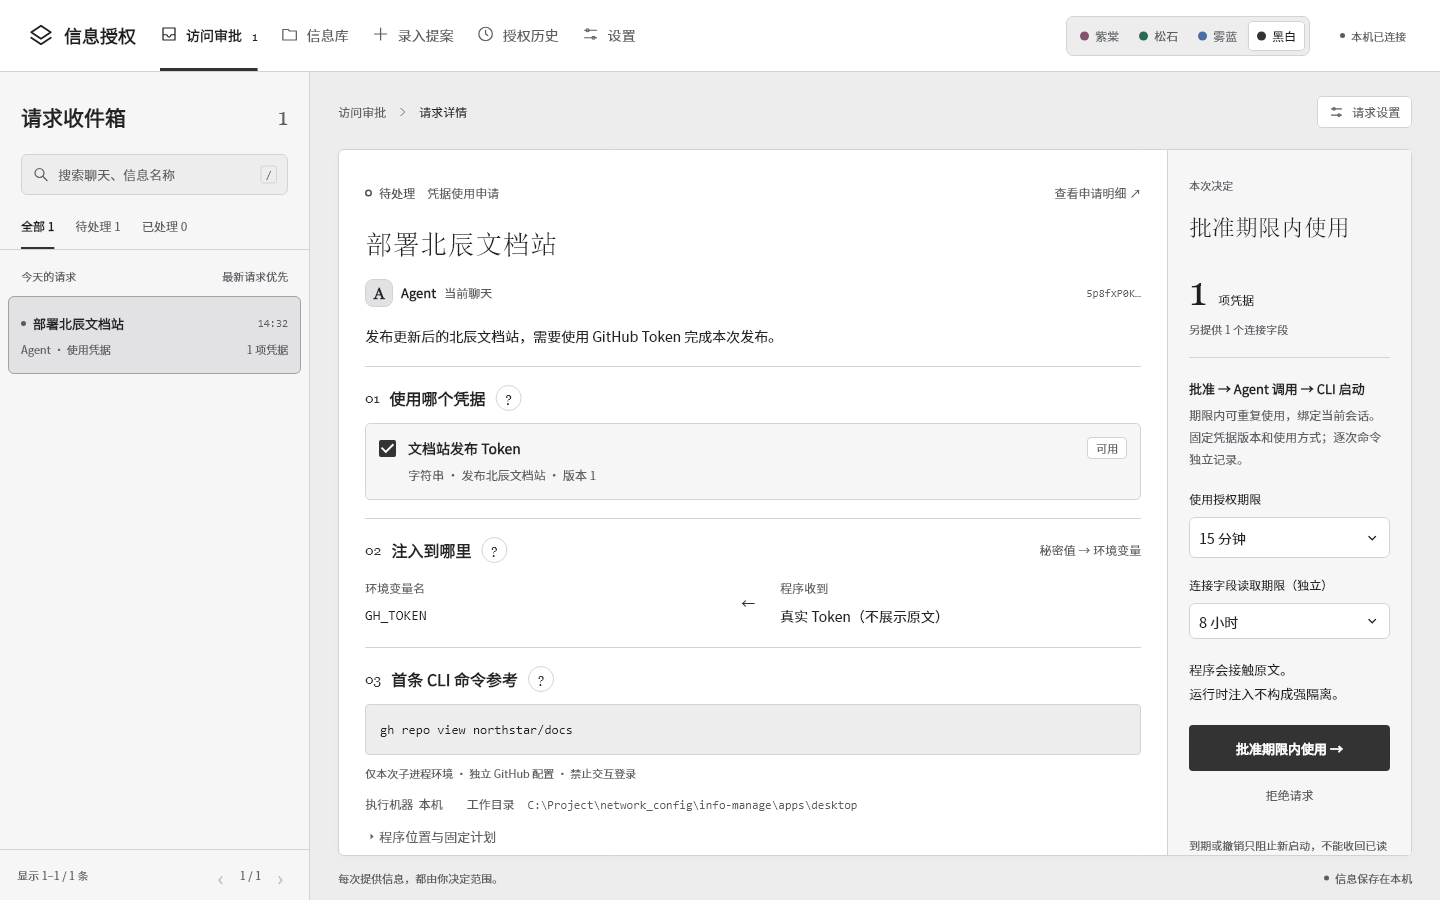 信息授权
访问审批 1
信息库
录入提案
授权历史
设置
紫棠
松石
雾蓝
黑白
本机已连接
请求收件箱 1
搜索聊天、信息名称 /
全部 1
待处理 1
已处理 0
今天的请求 最新请求优先
部署北辰文档站 14:32
Agent · 使用凭据 1 项凭据
显示 1–1 / 1 条 ‹ 1 / 1 ›
访问审批 > 请求详情
请求设置
待处理 凭据使用申请 查看申请明细 ↗
部署北辰文档站
A Agent 当前聊天 5p8fxP0K…
发布更新后的北辰文档站，需要使用 GitHub Token 完成本次发布。
01 使用哪个凭据 ?
文档站发布 Token 可用
字符串 · 发布北辰文档站 · 版本 1
02 注入到哪里 ? 秘密值 → 环境变量
环境变量名 程序收到
GH_TOKEN ← 真实 Token（不展示原文）
03 首条 CLI 命令参考 ?
gh repo view northstar/docs
仅本次子进程环境 · 独立 GitHub 配置 · 禁止交互登录
执行机器 本机 工作目录 C:\Project\network_config\info-manage\apps\desktop
程序位置与固定计划
本次决定
批准期限内使用
1 项凭据
另提供 1 个连接字段
批准 → Agent 调用 → CLI 启动
期限内可重复使用，绑定当前会话。
固定凭据版本和使用方式；逐次命令
独立记录。
使用授权期限
15 分钟
连接字段读取期限（独立）
8 小时
程序会接触原文。
运行时注入不构成强隔离。
批准期限内使用 →
拒绝请求
到期或撤销只阻止新启动，不能收回已读
每次提供信息，都由你决定范围。
信息保存在本机